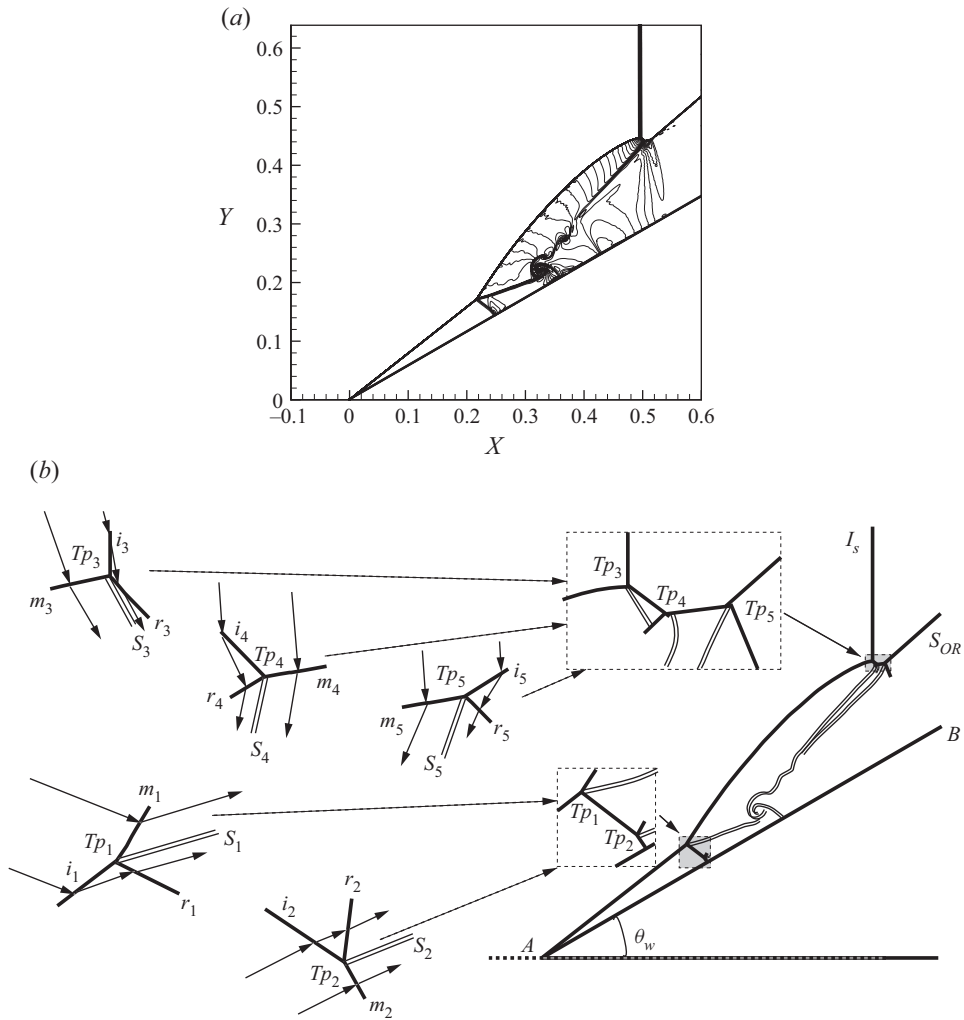 (a)
0.6
0.5
0.4
Y
0.3
0.2
0.1
0
–0.1 0 0.1 0.2 0.3 0.4 0.5 0.6
X
(b)
i3
Tp3
m3
r3
S3
i4
Tp4
r4
m4
S4
Tp5
i5
m5
r5
S5
Tp3
Tp4
Tp5
Is
SOR
B
m1
Tp1
S1
i1
r1
Tp1
Tp2
i2
r2
S2
Tp2
m2
A
θw